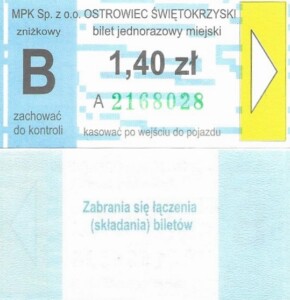 MPK Sp. z o.o. OSTROWIEC ŚWIĘTOKRZYSKI
zniżkowy bilet jednorazowy miejski
B 1,40 zł
A 2168028
zachować
do kontroli kasować po wejściu do pojazdu
Zabrania się łączenia
(składania) biletów